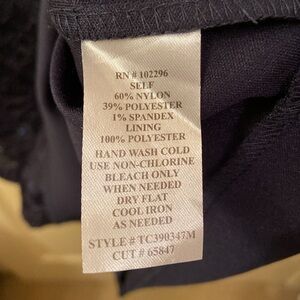 RN # 102296
SELF
60% NYLON
39% POLYESTER
1% SPANDEX
LINING
100% POLYESTER
HAND WASH COLD
USE NON-CHLORINE
BLEACH ONLY
WHEN NEEDED
DRY FLAT
COOL IRON
AS NEEDED
STYLE # TC390347M
CUT # 65847